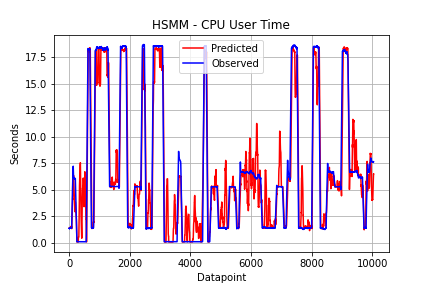 HSMM - CPU User Time
Predicted
Observed
Seconds
17.5
15.0
12.5
10.0
7.5
5.0
2.5
0.0
0 2000 4000 6000 8000 10000
Datapoint